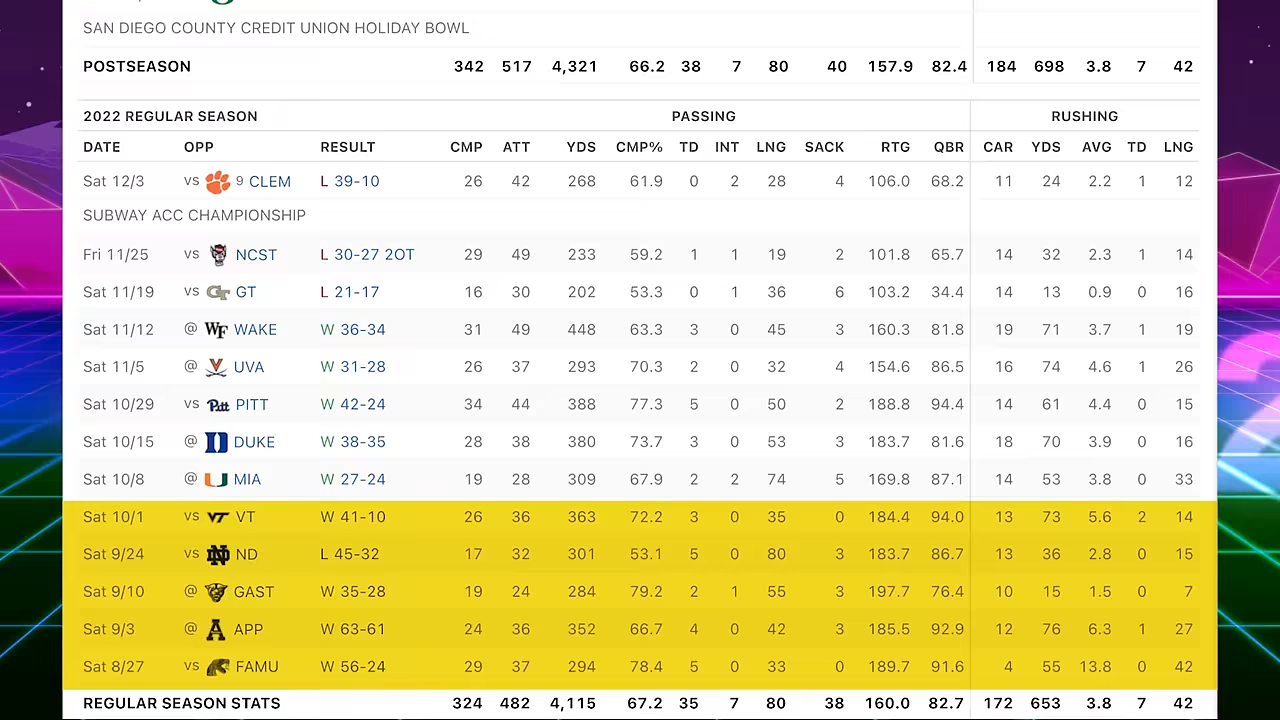 SAN DIEGO COUNTY CREDIT UNION HOLIDAY BOWL
POSTSEASON 342 517 4,321 66.2 38 7 80 40 157.9 82.4 184 698 3.8 7 42
2022 REGULAR SEASON PASSING RUSHING
DATE OPP RESULT CMP ATT YDS CMP% TD INT LNG SACK RTG QBR CAR YDS AVG TD LNG
Sat 12/3 vs 9 CLEM L 39-10 26 42 268 61.9 0 2 28 4 106.0 68.2 11 24 2.2 1 12
SUBWAY ACC CHAMPIONSHIP
Fri 11/25 vs NCST L 30-27 2OT 29 49 233 59.2 1 1 19 2 101.8 65.7 14 32 2.3 1 14
Sat 11/19 vs GT GT L 21-17 16 30 202 53.3 0 1 36 6 103.2 34.4 14 13 0.9 0 16
Sat 11/12 @ WF WAKE W 36-34 31 49 448 63.3 3 0 45 3 160.3 81.8 19 71 3.7 1 19
Sat 11/5 @ V UVA W 31-28 26 37 293 70.3 2 0 32 4 154.6 86.5 16 74 4.6 1 26
Sat 10/29 vs Pitt PITT W 42-24 34 44 388 77.3 5 0 50 2 188.8 94.4 14 61 4.4 0 15
Sat 10/15 @ D DUKE W 38-35 28 38 380 73.7 3 0 53 3 183.7 81.6 18 70 3.9 0 16
Sat 10/8 @ U MIA W 27-24 19 28 309 67.9 2 2 74 5 169.8 87.1 14 53 3.8 0 33
Sat 10/1 vs VT VT W 41-10 26 36 363 72.2 3 0 35 0 184.4 94.0 13 73 5.6 2 14
Sat 9/24 vs ND ND L 45-32 17 32 301 53.1 5 0 80 3 183.7 86.7 13 36 2.8 0 15
Sat 9/10 @ GAST W 35-28 19 24 284 79.2 2 1 55 3 197.7 76.4 10 15 1.5 0 7
Sat 9/3 @ A APP W 63-61 24 36 352 66.7 4 0 42 3 185.5 92.9 12 76 6.3 1 27
Sat 8/27 vs FAMU W 56-24 29 37 294 78.4 5 0 33 0 189.7 91.6 4 55 13.8 0 42
REGULAR SEASON STATS 324 482 4,115 67.2 35 7 80 38 160.0 82.7 172 653 3.8 7 42